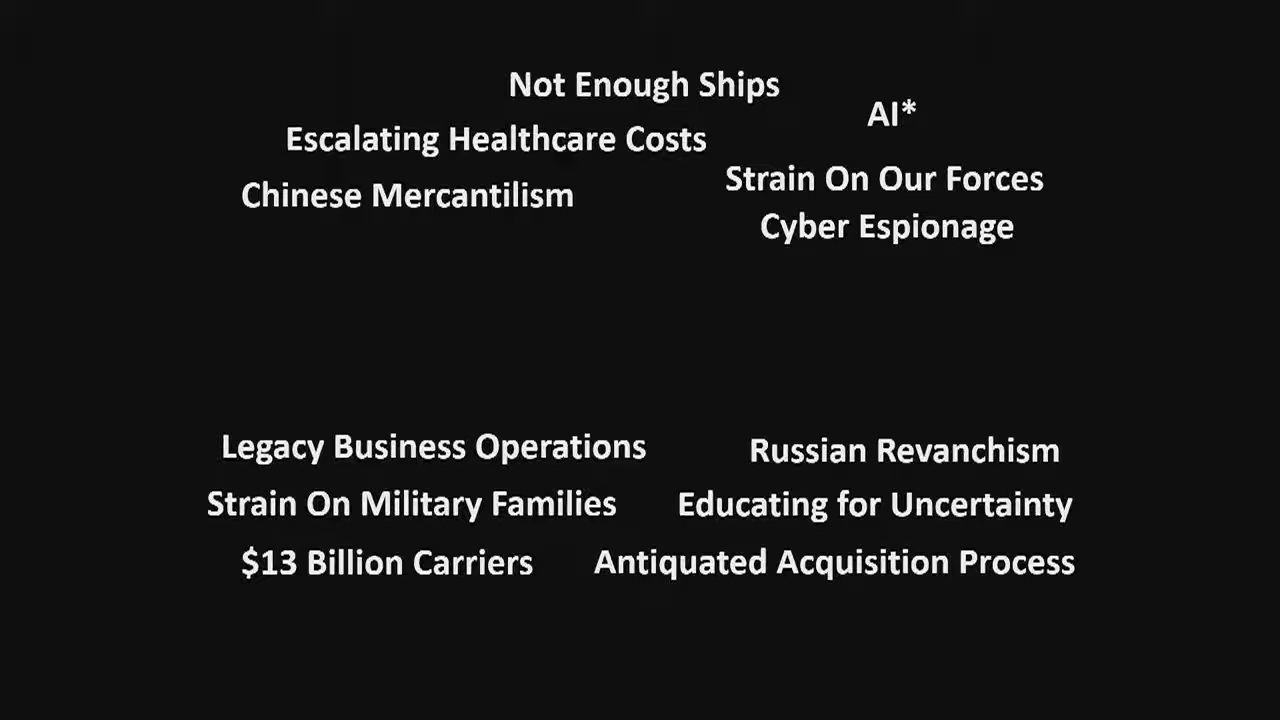 Not Enough Ships
AI*
Escalating Healthcare Costs
Strain On Our Forces
Chinese Mercantilism
Cyber Espionage
Legacy Business Operations
Russian Revanchism
Strain On Military Families
Educating for Uncertainty
$13 Billion Carriers
Antiquated Acquisition Process